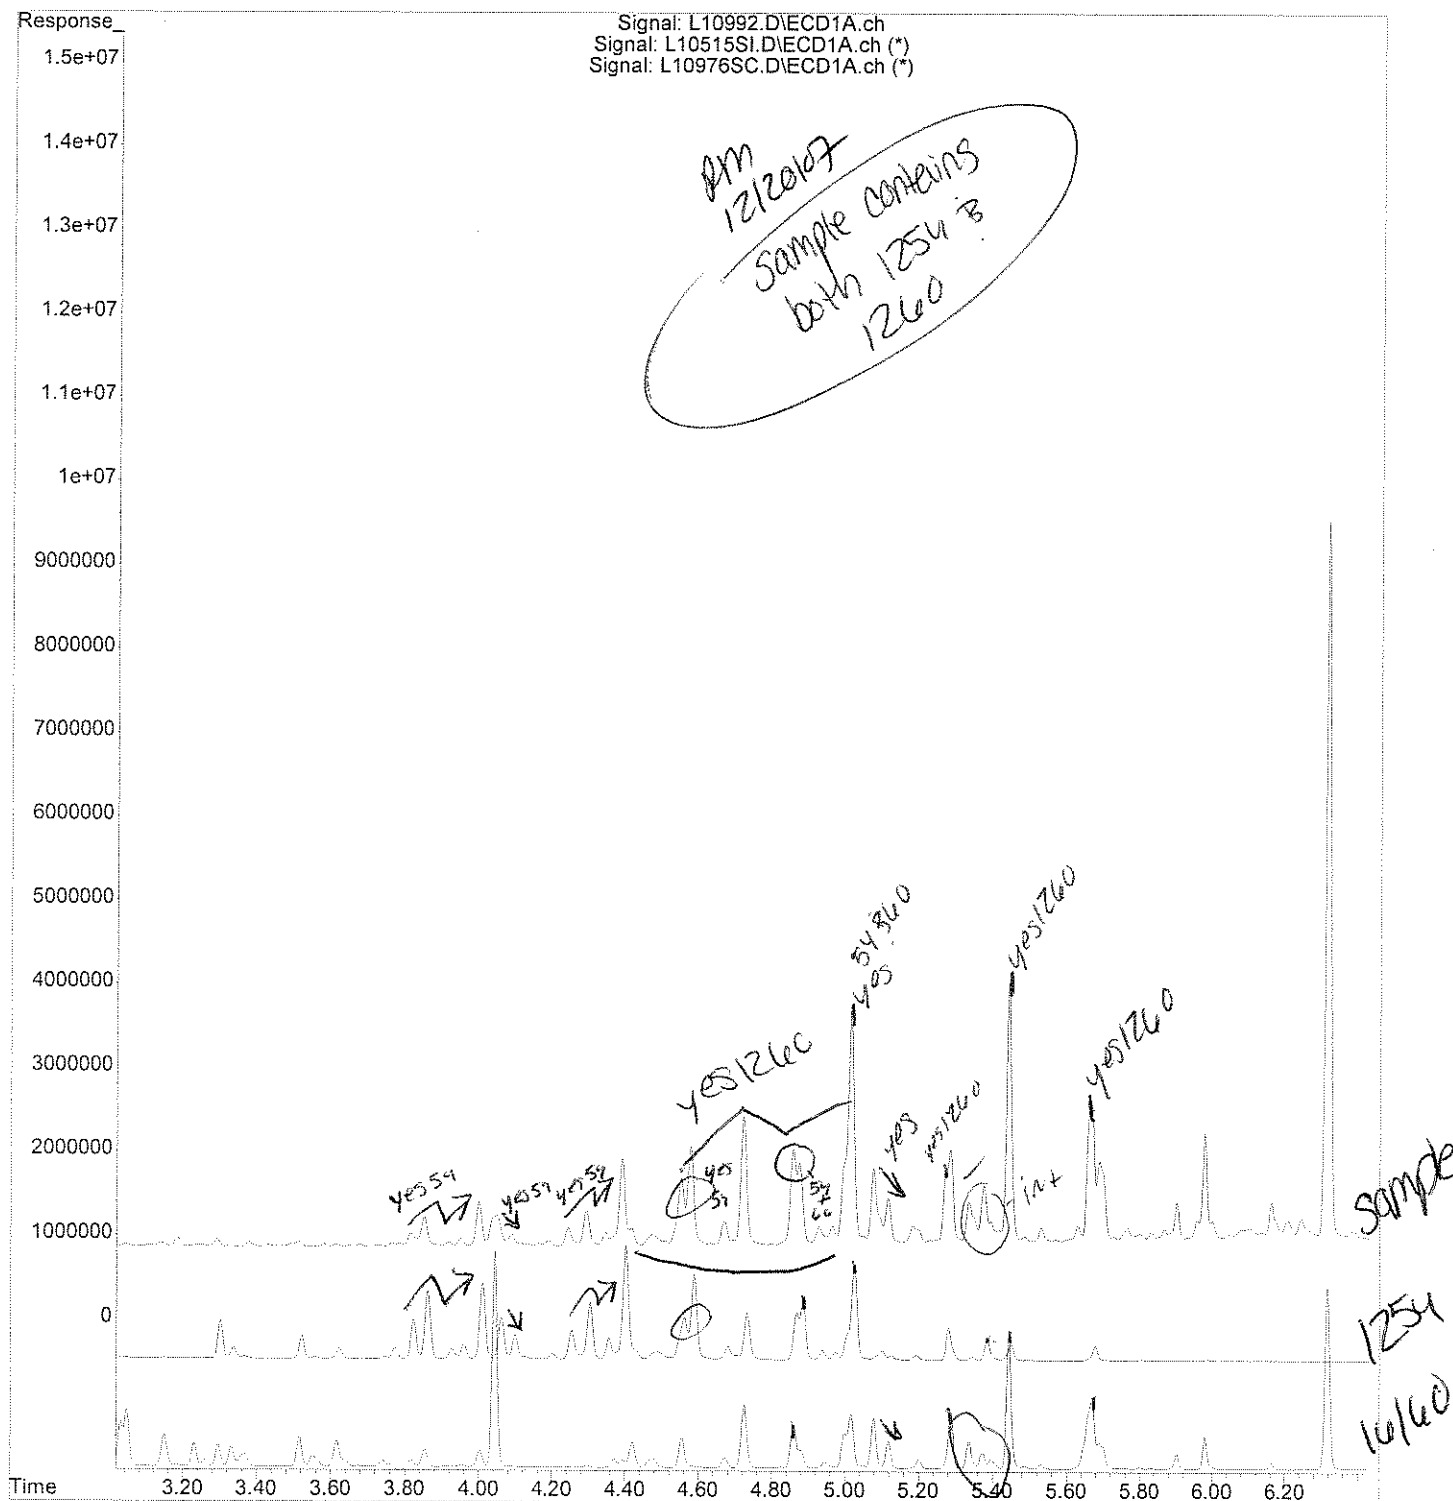 Response_
Signal: L10992.D\ECD1A.ch
Signal: L10515SI.D\ECD1A.ch (*)
Signal: L10976SC.D\ECD1A.ch (*)
1.5e+07
1.4e+07
1.3e+07
1.2e+07
1.1e+07
1e+07
9000000
8000000
7000000
6000000
5000000
4000000
3000000
2000000
1000000
0
12/20/07
Sample contains
both 1254 &
1260
yes 54
yes 54
yes 54
yes 1260
yes
54
54 & 60
yes
yes
yes 1260
yes 1260
yes 1260
- int
sample
1254
16/60
Time
3.20 3.40 3.60 3.80 4.00 4.20 4.40 4.60 4.80 5.00 5.20 5.40 5.60 5.80 6.00 6.20